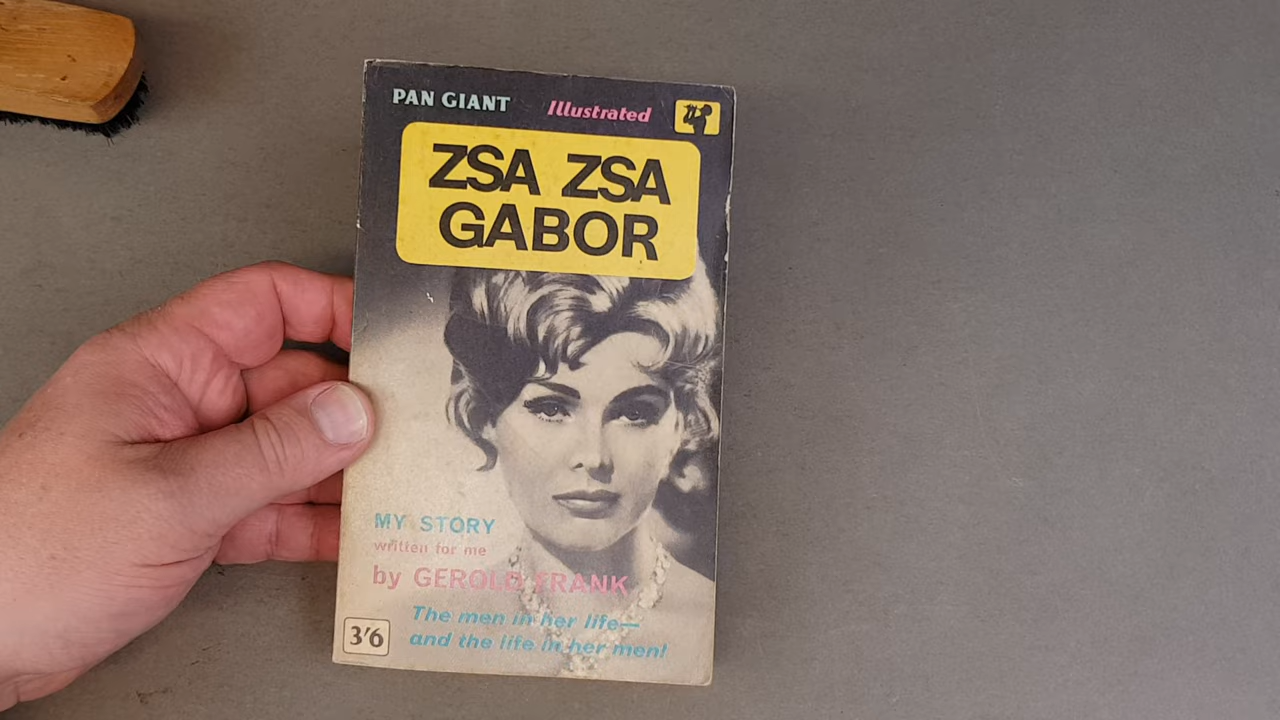 PAN GIANT Illustrated
ZSA ZSA
GABOR
MY STORY
written for me
by GEROLD FRANK
The men in her life—
and the life in her men!
3'6